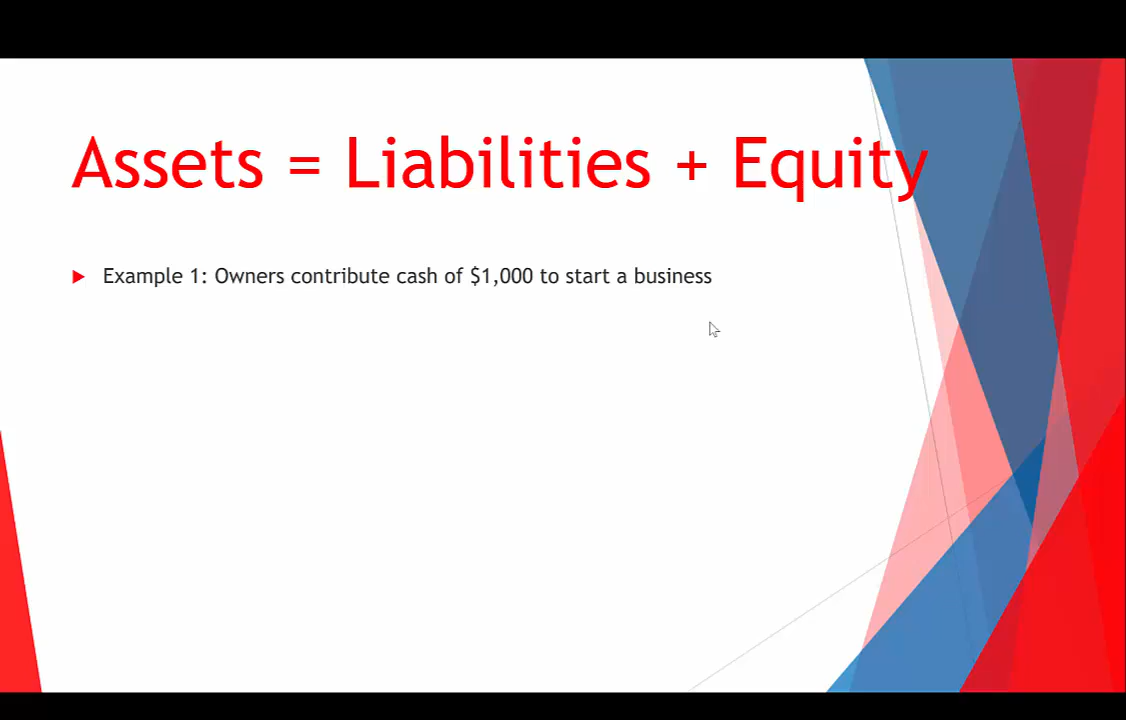 Assets = Liabilities + Equity
Example 1: Owners contribute cash of $1,000 to start a business